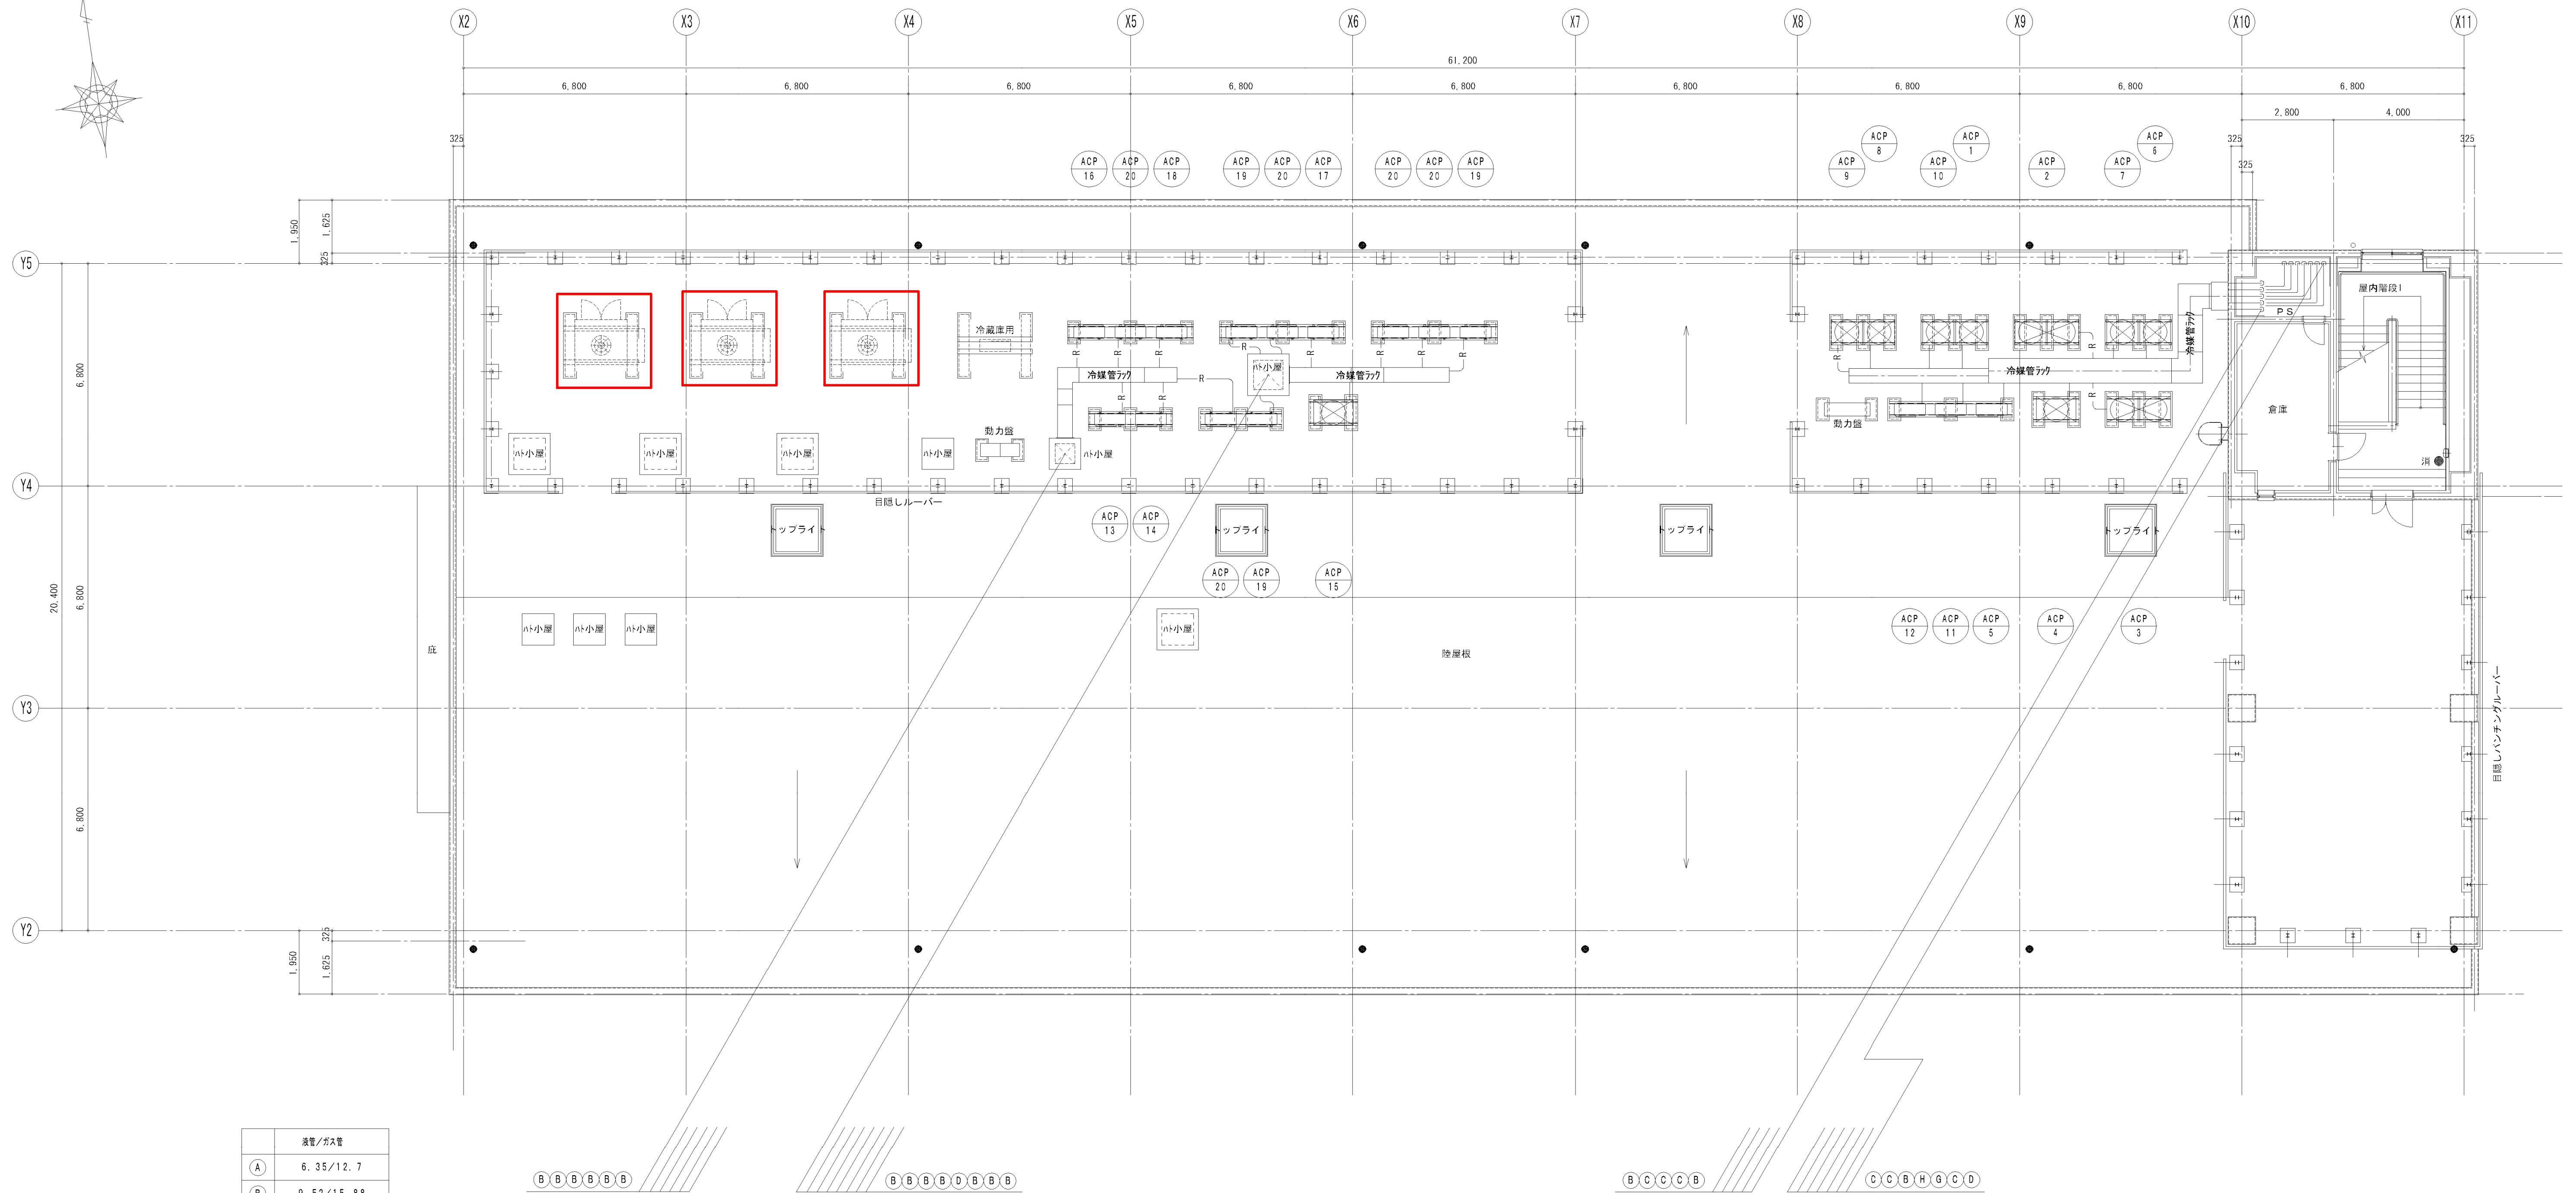 X2 X3 X4 X5 X6 X7 X8 X9 X10 X11
61,200
6,800 6,800 6,800 6,800 6,800 6,800 6,800 6,800 6,800
2,800 4,000
325 325 325
325
ACP 8 ACP 1 ACP 6
ACP 16 ACP 20 ACP 18 ACP 19 ACP 20 ACP 17 ACP 20 ACP 20 ACP 19 ACP 9 ACP 10 ACP 2 ACP 7
1,950 1,625
325
Y5
屋内階段1
PS
冷媒管ラック
冷蔵庫用
R R R R R R R R R R R
ハト小屋
6,800
冷媒管ラック R 冷媒管ラック 冷媒管ラック
R R R
倉庫
動力盤
動力盤
ハト小屋 ハト小屋 ハト小屋 ハト小屋 ハト小屋
消
Y4
目隠しルーバー
ACP 13 ACP 14
トップライト トップライト トップライト トップライト
ACP 20 ACP 19 ACP 15
20,400
6,800
ハト小屋 ハト小屋 ハト小屋 ハト小屋
ACP 12 ACP 11 ACP 5 ACP 4 ACP 3
庇
陸屋根
Y3
目隠しパンチングルーバー
6,800
Y2
325
1,950 1,625
液管/ガス管
A 6.35/12.7
B 9.52/15.88
B B B B B B
B B B B D B B B
B C C C C B
C C B H G C D